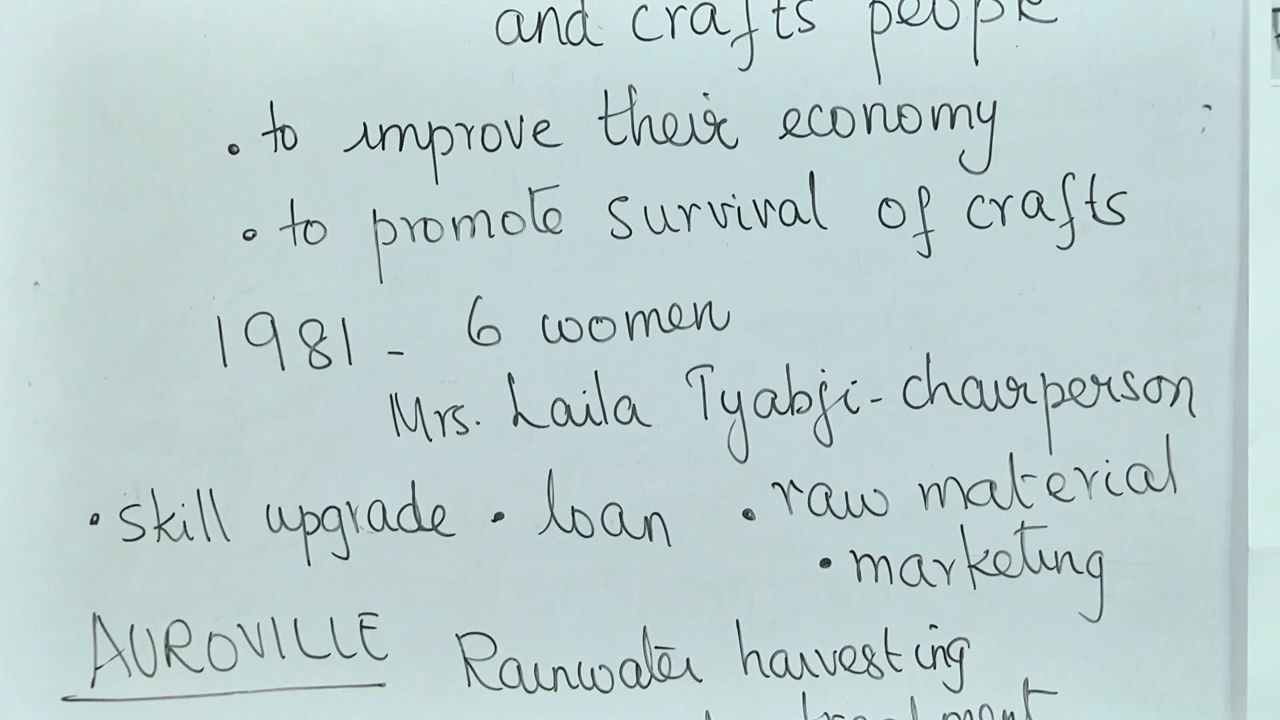 and crafts people
. to improve their economy
. to promote survival of crafts
1981 - 6 women
Mrs. Laila Tyabji - chairperson
. skill upgrade . loan . raw material
. marketing
AUROVILLE Rainwater harvesting